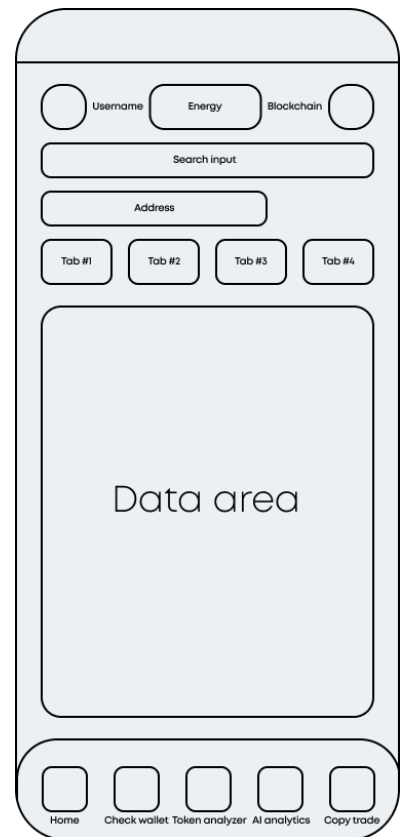 Username Energy Blockchain
Search input
Address
Tab #1 Tab #2 Tab #3 Tab #4
Data area
Home Check wallet Token analyzer AI analytics Copy trade